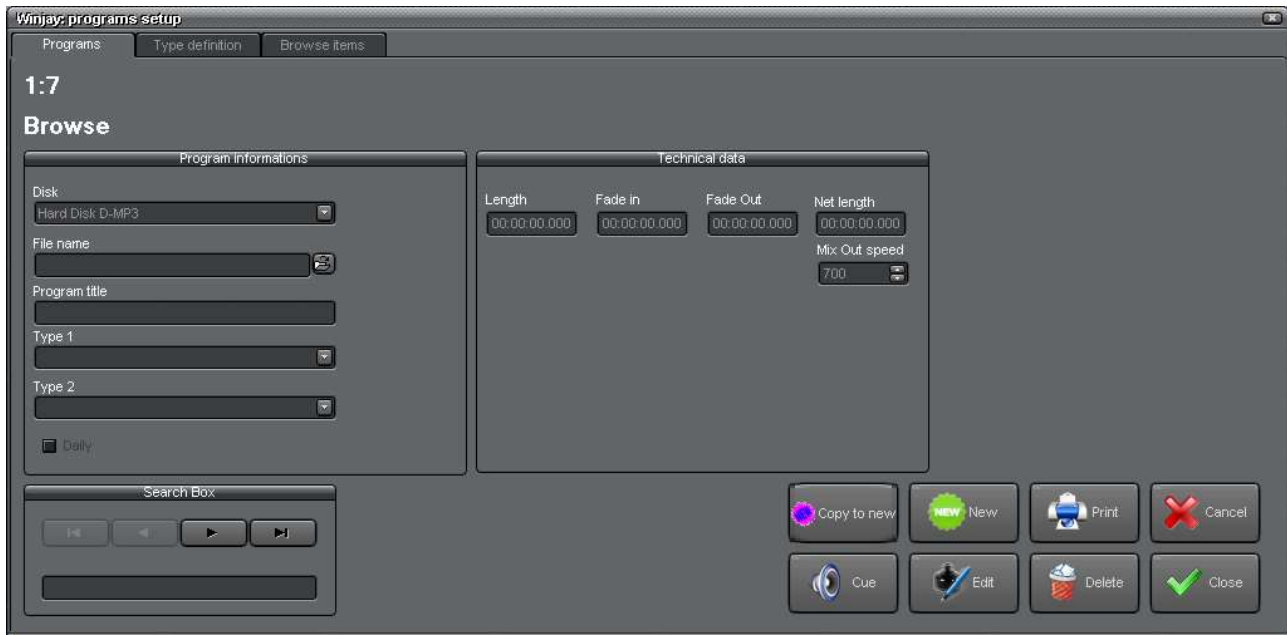 Winjay: programs setup
Programs Type definition Browse items
1:7
Browse
Program informations
Disk
Hard Disk D-MP3
File name
Program title
Type 1
Type 2
Daily
Technical data
Length Fade in Fade Out Net length
00:00:00.000 00:00:00.000 00:00:00.000 00:00:00.000
Mix Out speed
700
Search Box
Copy to new NEW New Print Cancel
Cue Edit Delete Close